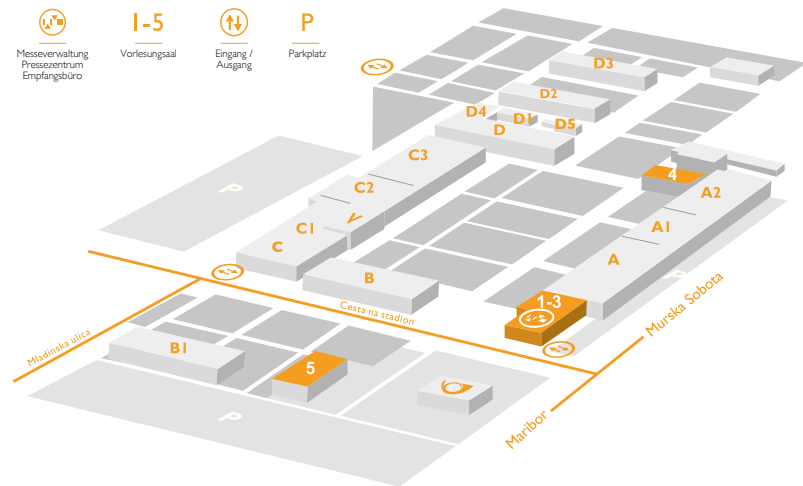 1-5
P
Messeverwaltung
Pressezentrum
Empfangsbüro
Vorlesungsaal
Eingang /
Ausgang
Parkplatz
D3
D2
D4
D1
D5
D
C3
C2
4
A2
P
V
C1
A1
C
A
B
P
1-3
Cesta na stadion
Murska Sobota
Mladinska ulica
B1
5
P
Maribor